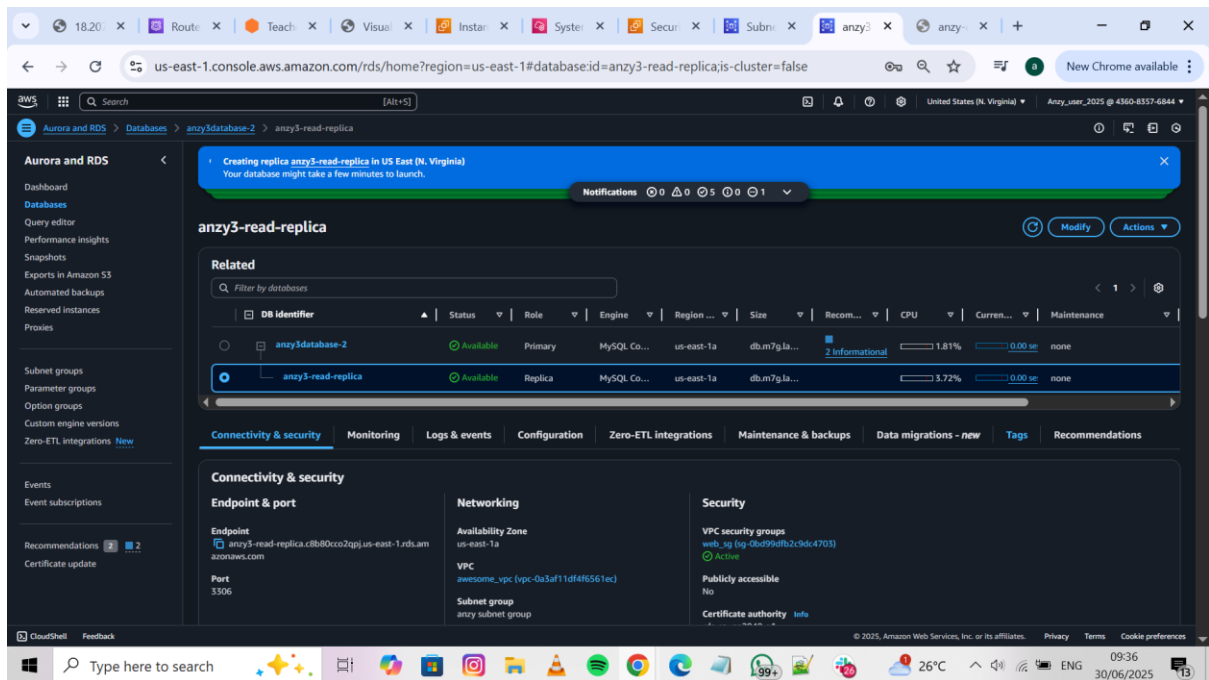 18.207
Route
Teach
Visual
Instan
System
Secur
Subne
anzy3
anzy-
us-east-1.console.aws.amazon.com/rds/home?region=us-east-1#database:id=anzy3-read-replica;is-cluster=false
a
New Chrome available
aws
Search
[Alt+S]
United States (N. Virginia)
Anzy_user_2025 @ 4360-8357-6844
Aurora and RDS > Databases > anzy3database-2 > anzy3-read-replica
Aurora and RDS
Dashboard
Databases
Query editor
Performance insights
Snapshots
Exports in Amazon S3
Automated backups
Reserved instances
Proxies
Subnet groups
Parameter groups
Option groups
Custom engine versions
Zero-ETL integrations New
Events
Event subscriptions
Recommendations 2 2
Certificate update
Creating replica anzy3-read-replica in US East (N. Virginia)
Your database might take a few minutes to launch.
Notifications 0 0 5 0 1
anzy3-read-replica
Modify
Actions
Related
Filter by databases
1
DB identifier Status Role Engine Region ... Size Recom... CPU Curren... Maintenance
anzy3database-2 Available Primary MySQL Co... us-east-1a db.m7g.la... 2 Informational 1.81% 0.00 se none
anzy3-read-replica Available Replica MySQL Co... us-east-1a db.m7g.la... 3.72% 0.00 se none
Connectivity & security Monitoring Logs & events Configuration Zero-ETL integrations Maintenance & backups Data migrations - new Tags Recommendations
Connectivity & security
Endpoint & port
Endpoint
anzy3-read-replica.c8b80cco2qpj.us-east-1.rds.am
azonaws.com
Port
3306
Networking
Availability Zone
us-east-1a
VPC
awesome_vpc (vpc-0a3af11df4f6561ec)
Subnet group
anzy subnet group
Security
VPC security groups
web_sg (sg-0bd99dfb2c9dc4703)
Active
Publicly accessible
No
Certificate authority Info
CloudShell Feedback
© 2025, Amazon Web Services, Inc. or its affiliates. Privacy Terms Cookie preferences
Type here to search
99+
26
26°C
ENG
09:36
30/06/2025
13